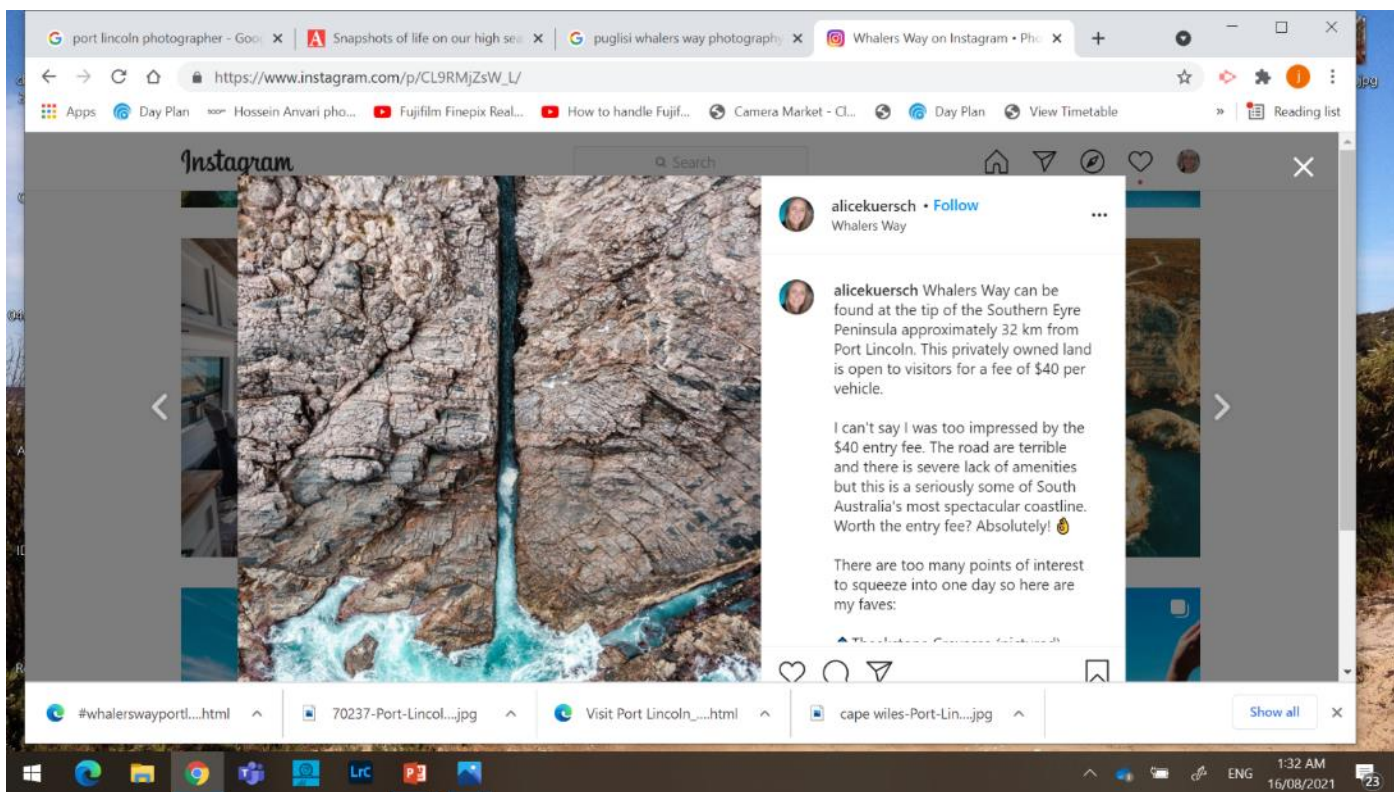 port lincoln photographer - Goo
Snapshots of life on our high sea
puglisi whalers way photography
Whalers Way on Instagram • Pho
https://www.instagram.com/p/CL9RMjZsW_L/
Apps
Day Plan
Hossein Anvari pho...
Fujifilm Finepix Real...
How to handle Fujif...
Camera Market - Cl...
Day Plan
View Timetable
»
Reading list
Instagram
Search
alicekuersch • Follow
Whalers Way
...
alicekuersch Whalers Way can be
found at the tip of the Southern Eyre
Peninsula approximately 32 km from
Port Lincoln. This privately owned land
is open to visitors for a fee of $40 per
vehicle.
I can't say I was too impressed by the
$40 entry fee. The road are terrible
and there is severe lack of amenities
but this is a seriously some of South
Australia's most spectacular coastline.
Worth the entry fee? Absolutely! 👌
There are too many points of interest
to squeeze into one day so here are
my faves:
#whalerswayportl....html
70237-Port-Lincol....jpg
Visit Port Lincoln_....html
cape wiles-Port-Lin....jpg
Show all
LrC
ENG
1:32 AM
16/08/2021
23